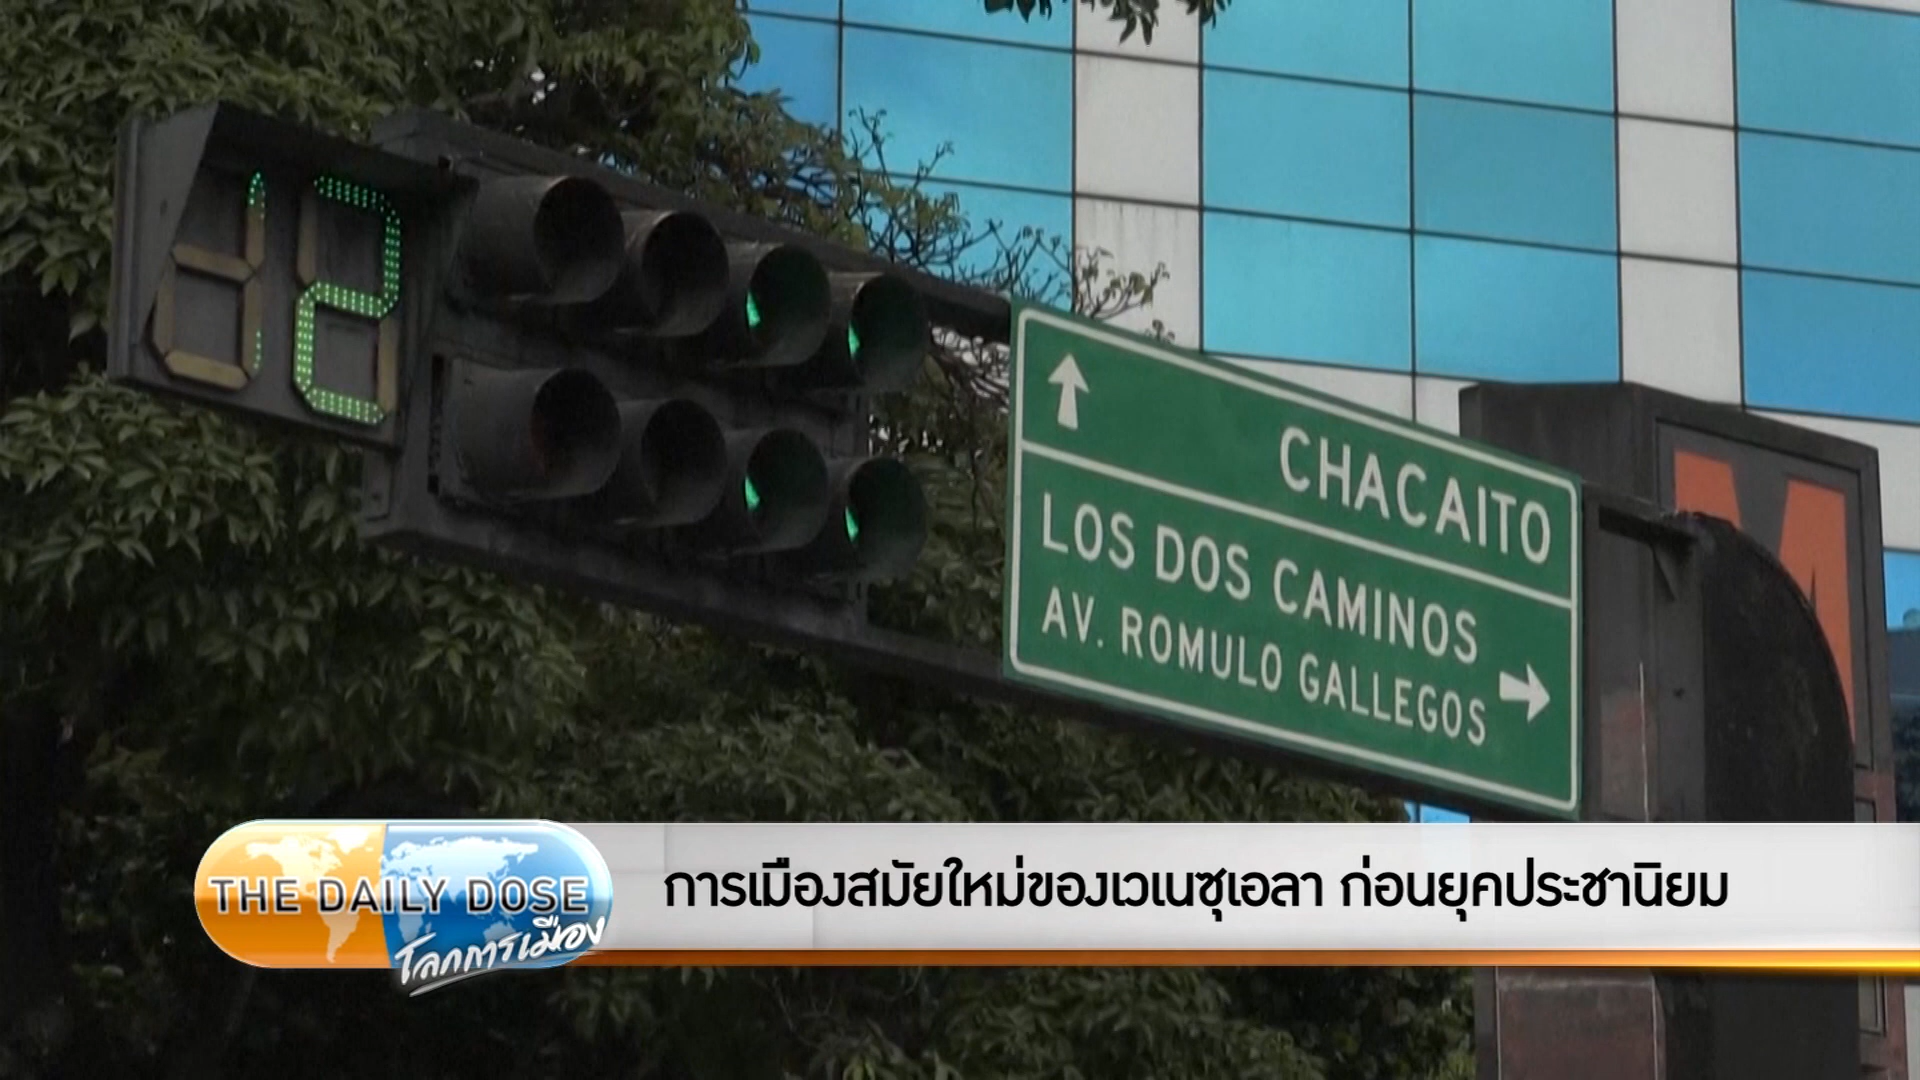 12
CHACAITO
LOS DOS CAMINOS
AV. ROMULO GALLEGOS
M
THE DAILY DOSE
โลกการเมือง
การเมืองสมัยใหม่ของเวเนซุเอลา ก่อนยุคประชานิยม